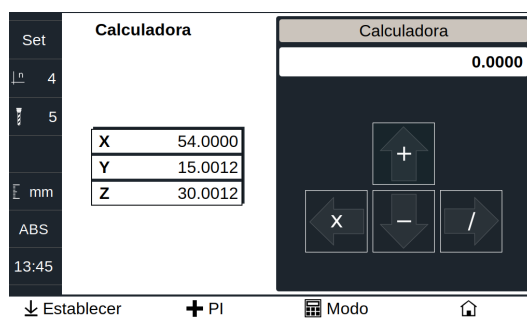 Set
n 4
5
mm
ABS
13:45
Calculadora
X 54.0000
Y 15.0012
Z 30.0012
Calculadora
0.0000
+
x − /
Establecer
PI
Modo